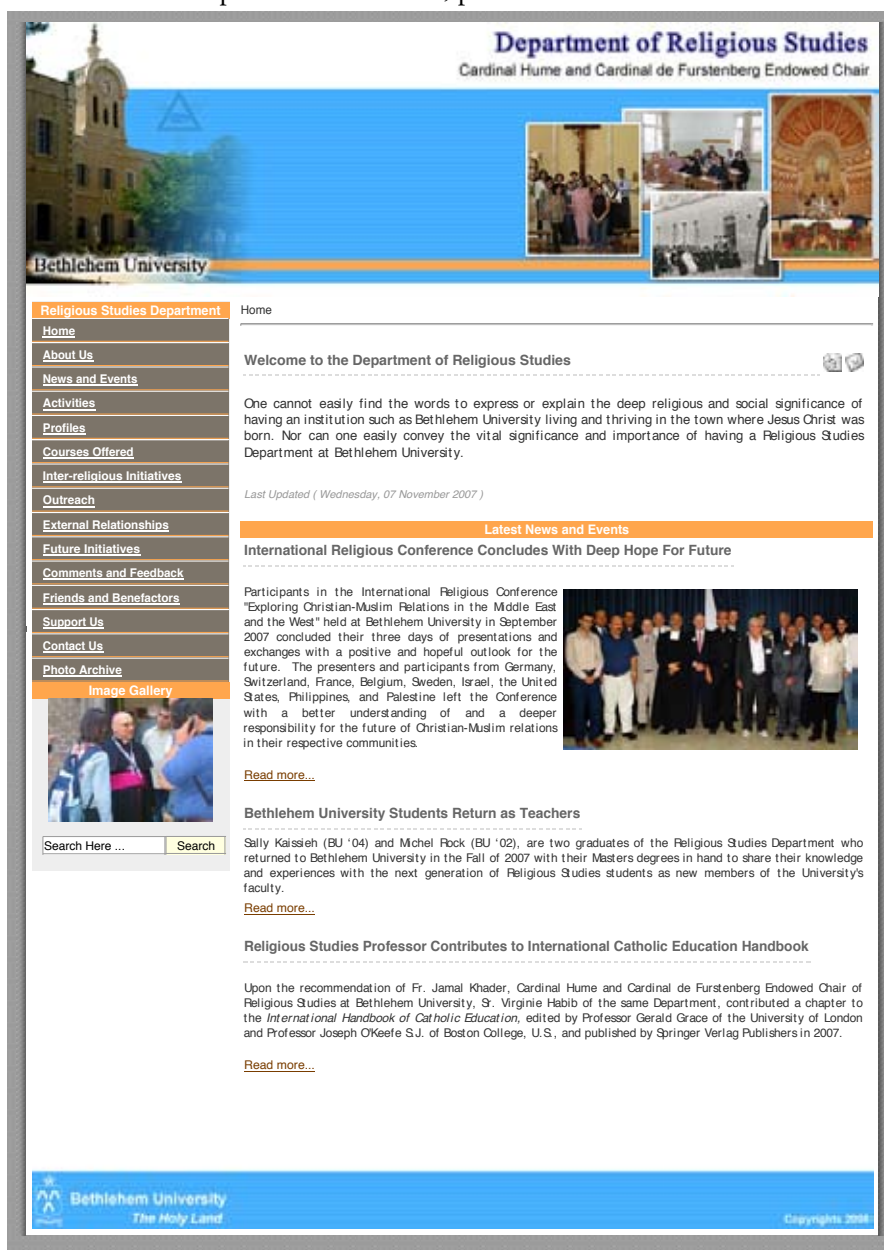 Department of Religious Studies
Cardinal Hume and Cardinal de Furstenberg Endowed Chair
Bethlehem University
Religious Studies Department
Home
About Us
News and Events
Activities
Profiles
Courses Offered
Inter-religious Initiatives
Outreach
External Relationships
Future Initiatives
Comments and Feedback
Friends and Benefactors
Support Us
Contact Us
Photo Archive
Image Gallery
Search Here ...
Search
Home
Welcome to the Department of Religious Studies
One cannot easily find the words to express or explain the deep religious and social significance of
having an institution such as Bethlehem University living and thriving in the town where Jesus Christ was
born. Nor can one easily convey the vital significance and importance of having a Religious Studies
Department at Bethlehem University.
Last Updated ( Wednesday, 07 November 2007 )
Latest News and Events
International Religious Conference Concludes With Deep Hope For Future
Participants in the International Religious Conference
"Exploring Christian-Muslim Relations in the Middle East
and the West" held at Bethlehem University in September
2007 concluded their three days of presentations and
exchanges with a positive and hopeful outlook for the
future. The presenters and participants from Germany,
Switzerland, France, Belgium, Sweden, Israel, the United
States, Philippines, and Palestine left the Conference
with a better understanding of and a deeper
responsibility for the future of Christian-Muslim relations
in their respective communities.
Read more...
Bethlehem University Students Return as Teachers
Sally Kaissieh (BU '04) and Michel Rock (BU '02), are two graduates of the Religious Studies Department who
returned to Bethlehem University in the Fall of 2007 with their Masters degrees in hand to share their knowledge
and experiences with the next generation of Religious Studies students as new members of the University's
faculty.
Read more...
Religious Studies Professor Contributes to International Catholic Education Handbook
Upon the recommendation of Fr. Jamal Khader, Cardinal Hume and Cardinal de Furstenberg Endowed Chair of
Religious Studies at Bethlehem University, Sr. Virginie Habib of the same Department, contributed a chapter to
the International Handbook of Catholic Education, edited by Professor Gerald Grace of the University of London
and Professor Joseph O'Keefe S.J. of Boston College, U.S., and published by Springer Verlag Publishers in 2007.
Read more...
Bethlehem University
The Holy Land
Copyrights 2008